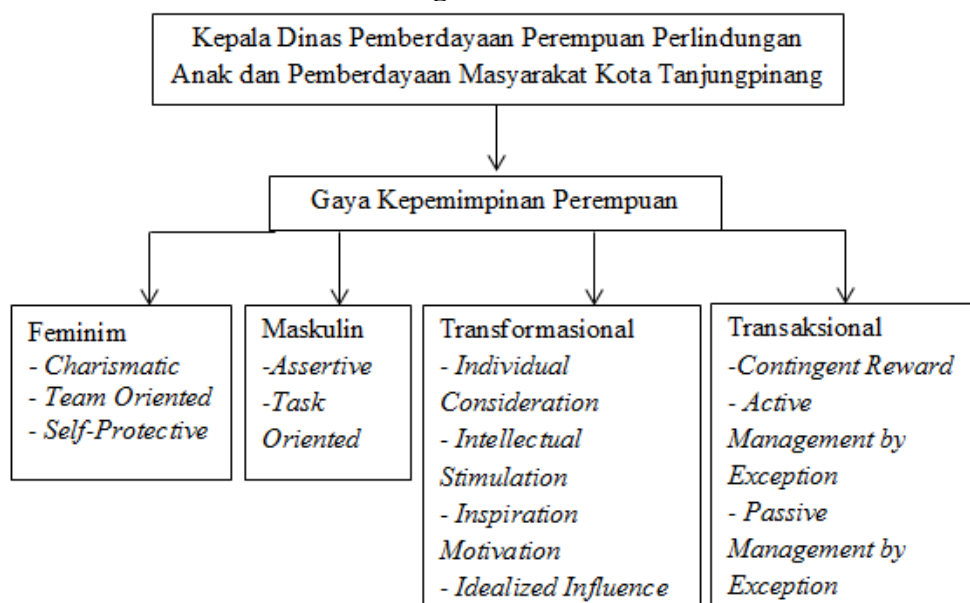 Kepala Dinas Pemberdayaan Perempuan Perlindungan
Anak dan Pemberdayaan Masyarakat Kota Tanjungpinang
Gaya Kepemimpinan Perempuan
Feminim
- Charismatic
- Team Oriented
- Self-Protective
Maskulin
-Assertive
-Task
Oriented
Transformasional
- Individual
Consideration
- Intellectual
Stimulation
- Inspiration
Motivation
- Idealized Influence
Transaksional
-Contingent Reward
- Active
Management by
Exception
- Passive
Management by
Exception